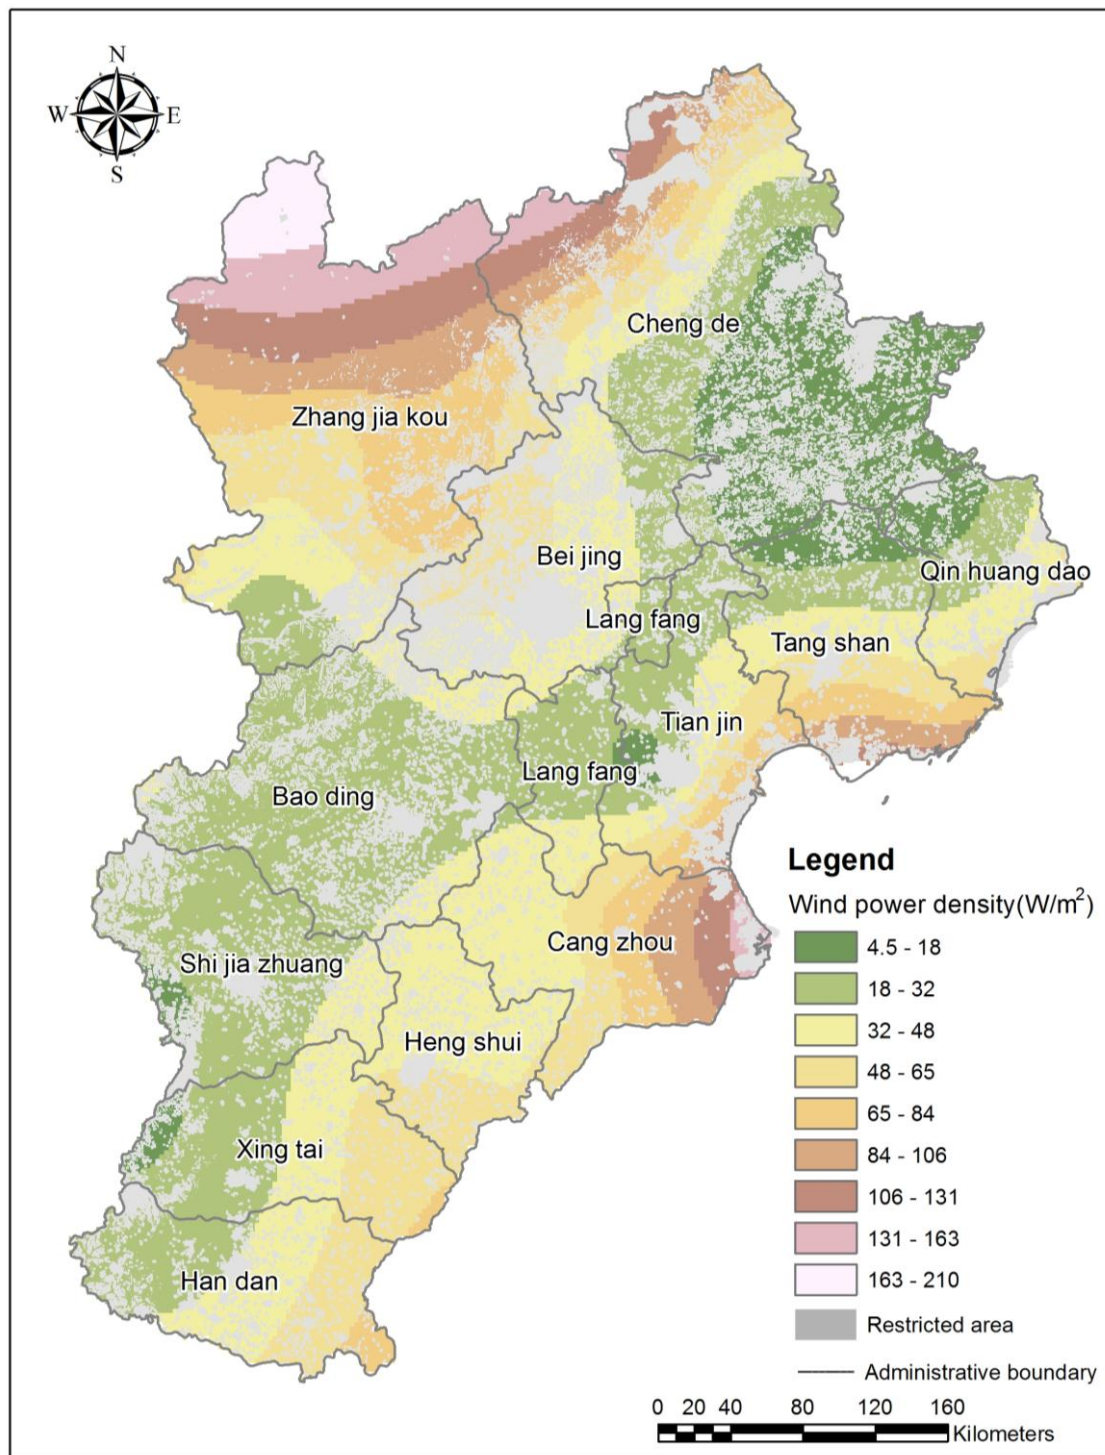 N
W E
S
Cheng de
Zhang jia kou
Bei jing
Qin huang dao
Lang fang
Tang shan
Tian jin
Lang fang
Bao ding
Cang zhou
Shi jia zhuang
Heng shui
Xing tai
Han dan
Legend
Wind power density(W/m²)
4.5 - 18
18 - 32
32 - 48
48 - 65
65 - 84
84 - 106
106 - 131
131 - 163
163 - 210
Restricted area
Administrative boundary
0 20 40 80 120 160
Kilometers